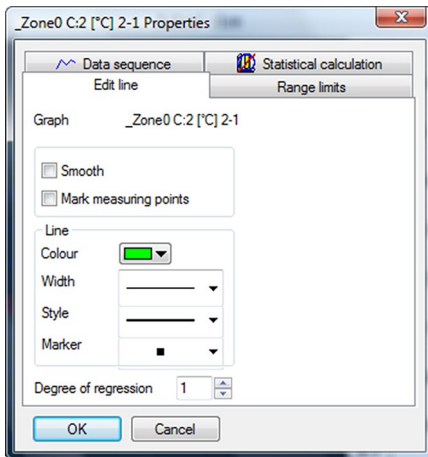 _Zone0 C:2 [°C] 2-1 Properties
Data sequence
Statistical calculation
Edit line
Range limits
Graph _Zone0 C:2 [°C] 2-1
Smooth
Mark measuring points
Line
Colour
Width
Style
Marker
Degree of regression 1
OK
Cancel